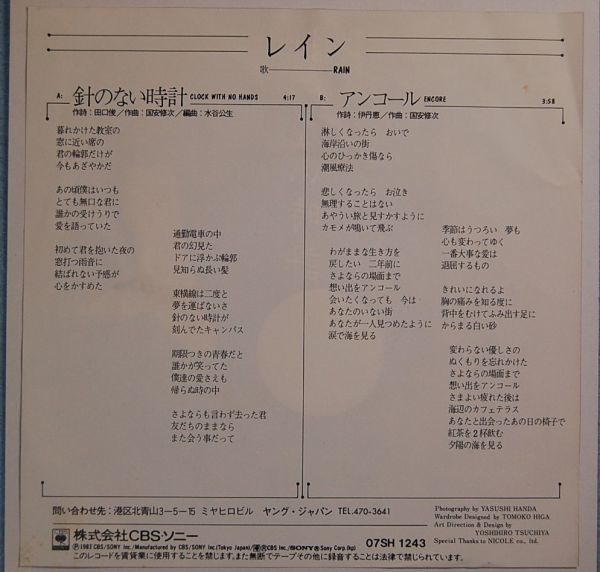 レイン
歌 RAIN
A: 針のない時計 CLOCK WITH NO HANDS 4:17
作詩:田口俊/作曲:国安修次/編曲:水谷公生
暮れかけた教室の
窓に近い席の
君の輪郭だけが
今もあざやかだ
あの頃僕はいつも
とても無口な君に
誰かの受けうりで
愛を語っていた
初めて君を抱いた夜の
窓打つ雨音に
結ばれない予感が
心をかすめた
通勤電車の中
君の幻見た
ドアに浮かぶ輪郭
見知らぬ長い髪
東横線は二度と
夢を運ばないさ
針のない時計が
刻んでたキャンパス
期限つきの青春だと
誰かが笑ってた
僕達の愛さえも
帰らぬ時の中
さよならも言わず去った君
友だちのままなら
また会う事だって
B: アンコール ENCORE 3:58
作詩:伊丹恵/作曲:国安修次
淋しくなったら おいで
海岸沿いの街
心のひっかき傷なら
潮風療法
悲しくなったら お泣き
無理することはない
あやうい旅と見すかすように
カモメが鳴いて飛ぶ
わがままな生き方を
戻したい 二年前に
さよならの場面まで
想い出をアンコール
会いたくなっても 今は
あなたのいない街
あなたが一人見つめたように
涙で海を見る
季節はうつろい 夢も
心も変わってゆく
一番大事な愛は
退屈するもの
きれいになれるよ
胸の痛みを知る度に
背中をむけてふみ出す足に
からまる白い砂
変わらない優しさの
ぬくもりを忘れかけた
さよならの場面まで
想い出をアンコール
さまよい疲れた後は
海辺のカフェテラス
あなたと出会ったあの日の椅子で
紅茶を2杯飲む
夕陽の海を見る
問い合わせ先:港区北青山3-5-15 ミヤヒロビル ヤング・ジャパン TEL.470-3641
株式会社CBS・ソニー
07SH 1243
℗1987 CBS/SONY Inc./Manufactured by CBS/SONY Inc.(Tokyo Japan)/CBS/SONY Inc./SONY® Sony Corp.
このレコードを賃貸業に使用することを禁じます。また無断でテープその他に録音することは法律で禁じられています。
Photography by YASUSHI HANDA
Wardrobe Designed by TOMOKO HIGA
Art Direction & Design by
YOSHIHIRO TSUCHIYA
Special Thanks to NICOLE co., ltd.